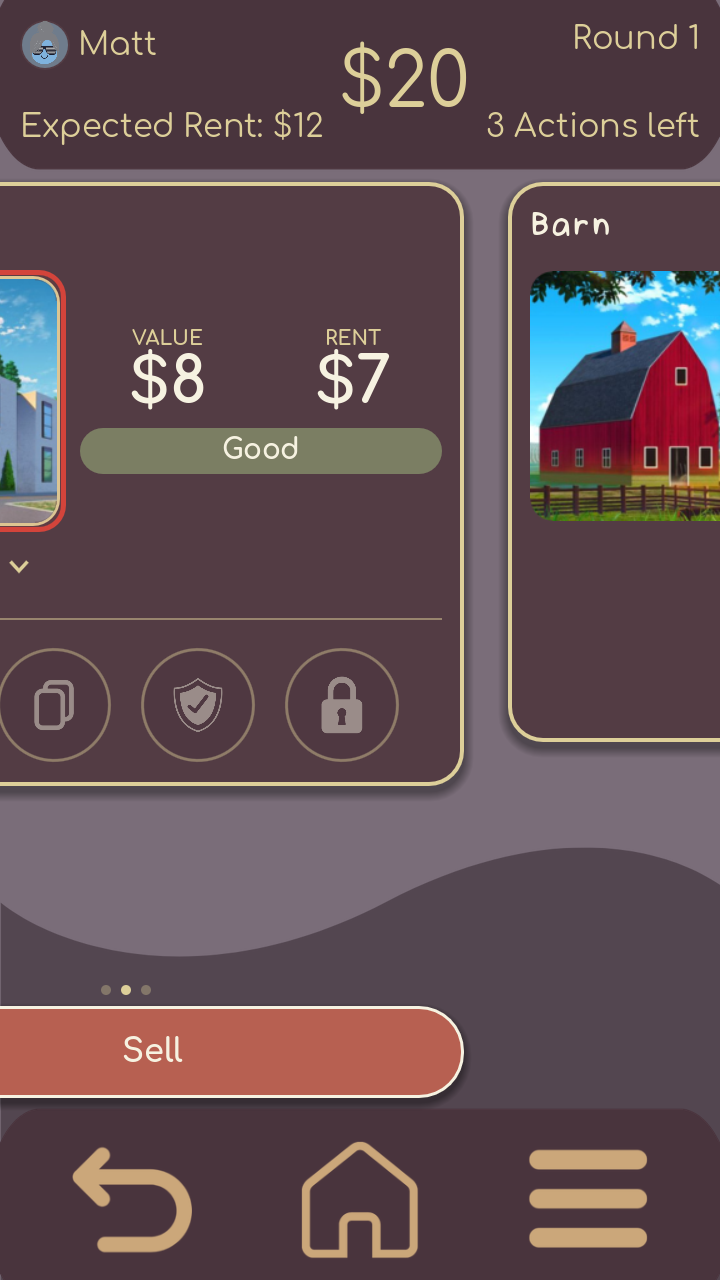 Matt
Round 1
$20
Expected Rent: $12
3 Actions left
Barn
VALUE
RENT
$8
$7
Good
Sell